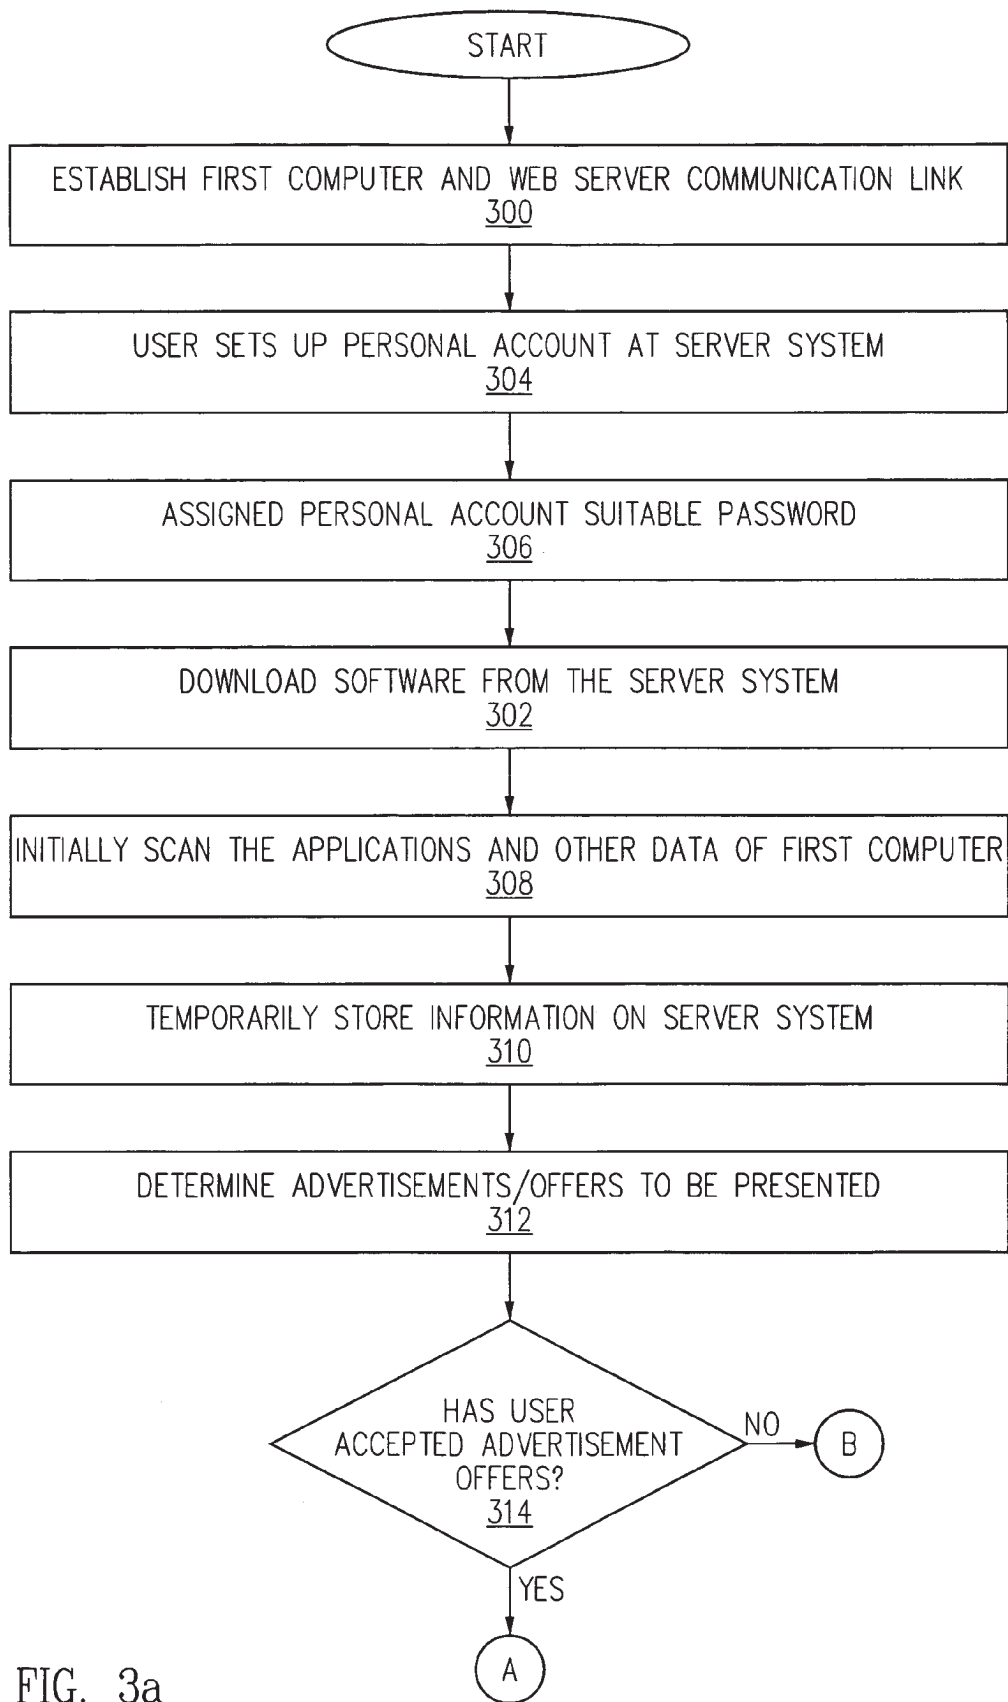 START
ESTABLISH FIRST COMPUTER AND WEB SERVER COMMUNICATION LINK
300
USER SETS UP PERSONAL ACCOUNT AT SERVER SYSTEM
304
ASSIGNED PERSONAL ACCOUNT SUITABLE PASSWORD
306
DOWNLOAD SOFTWARE FROM THE SERVER SYSTEM
302
INITIALLY SCAN THE APPLICATIONS AND OTHER DATA OF FIRST COMPUTER
308
TEMPORARILY STORE INFORMATION ON SERVER SYSTEM
310
DETERMINE ADVERTISEMENTS/OFFERS TO BE PRESENTED
312
HAS USER
ACCEPTED ADVERTISEMENT
OFFERS?
314
NO
B
YES
A
FIG. 3a